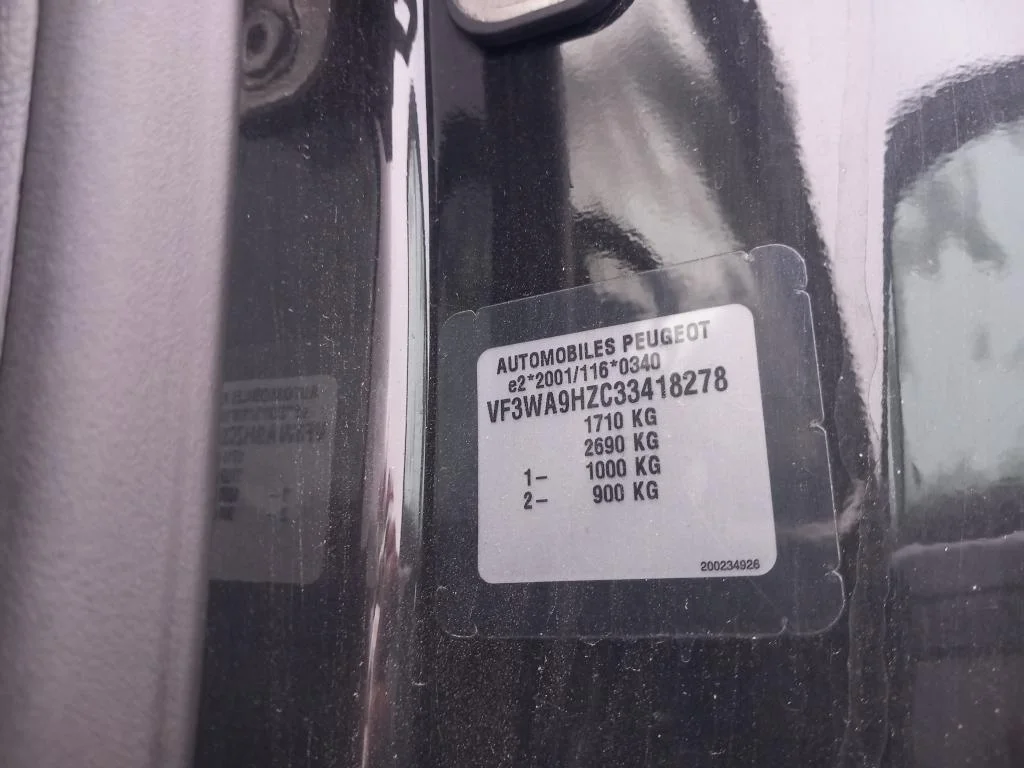 AUTOMOBILES PEUGEOT
e2*2001/116*0340
VF3WA9HZC33418278
1710 KG
2690 KG
1- 1000 KG
2- 900 KG
200234926